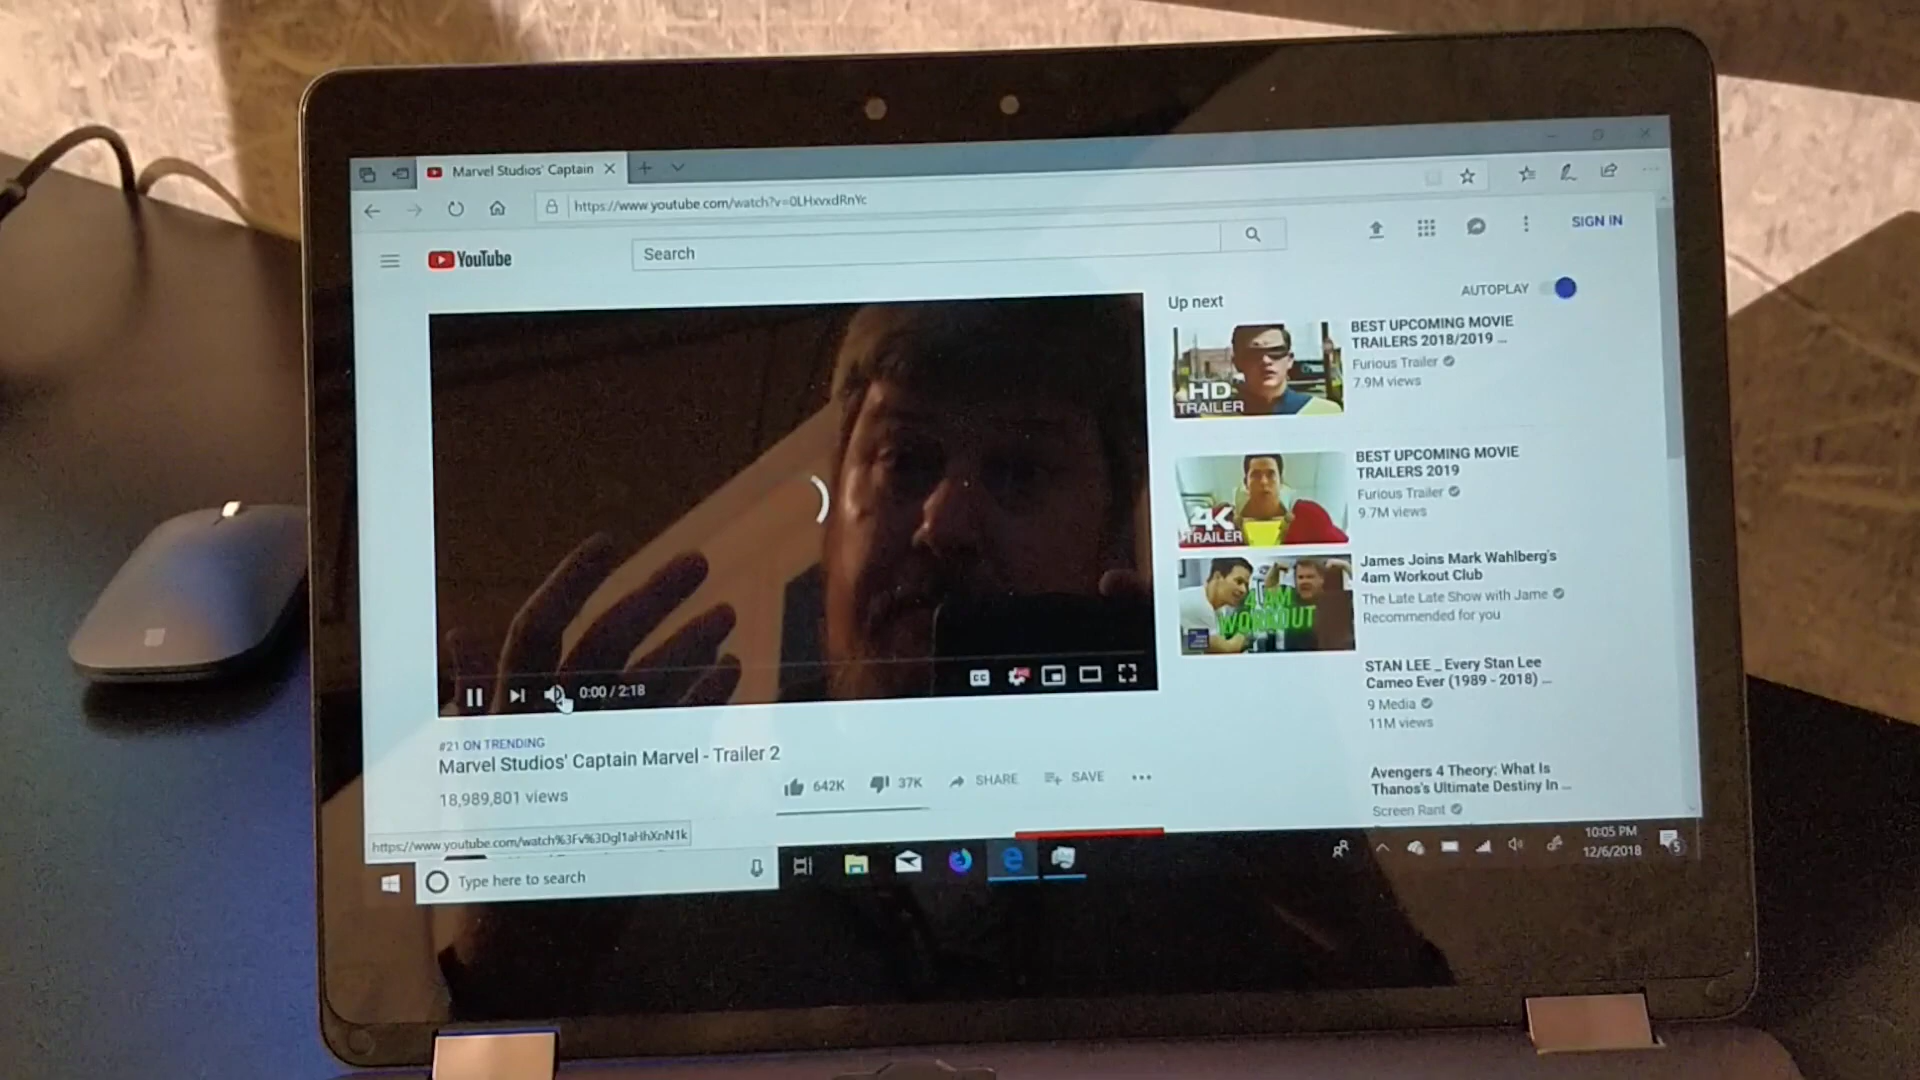 Marvel Studios' Captain
https://www.youtube.com/watch?v=0LHxvxdRnYc
YouTube
Search
SIGN IN
Up next
AUTOPLAY
HD
TRAILER
BEST UPCOMING MOVIE
TRAILERS 2018/2019 ...
Furious Trailer
7.9M views
4K
TRAILER
BEST UPCOMING MOVIE
TRAILERS 2019
Furious Trailer
9.7M views
4AM
WORKOUT
James Joins Mark Wahlberg's
4am Workout Club
The Late Late Show with Jame
Recommended for you
STAN LEE _ Every Stan Lee
Cameo Ever (1989 - 2018) ...
9 Media
11M views
Avengers 4 Theory: What Is
Thanos's Ultimate Destiny In ...
Screen Rant
0:00 / 2:18
CC
#21 ON TRENDING
Marvel Studios' Captain Marvel - Trailer 2
18,989,801 views
642K
37K
SHARE
SAVE
https://www.youtube.com/watch%3Fv%3Dgl1aHhXnN1k
Type here to search
10:05 PM
12/6/2018
5